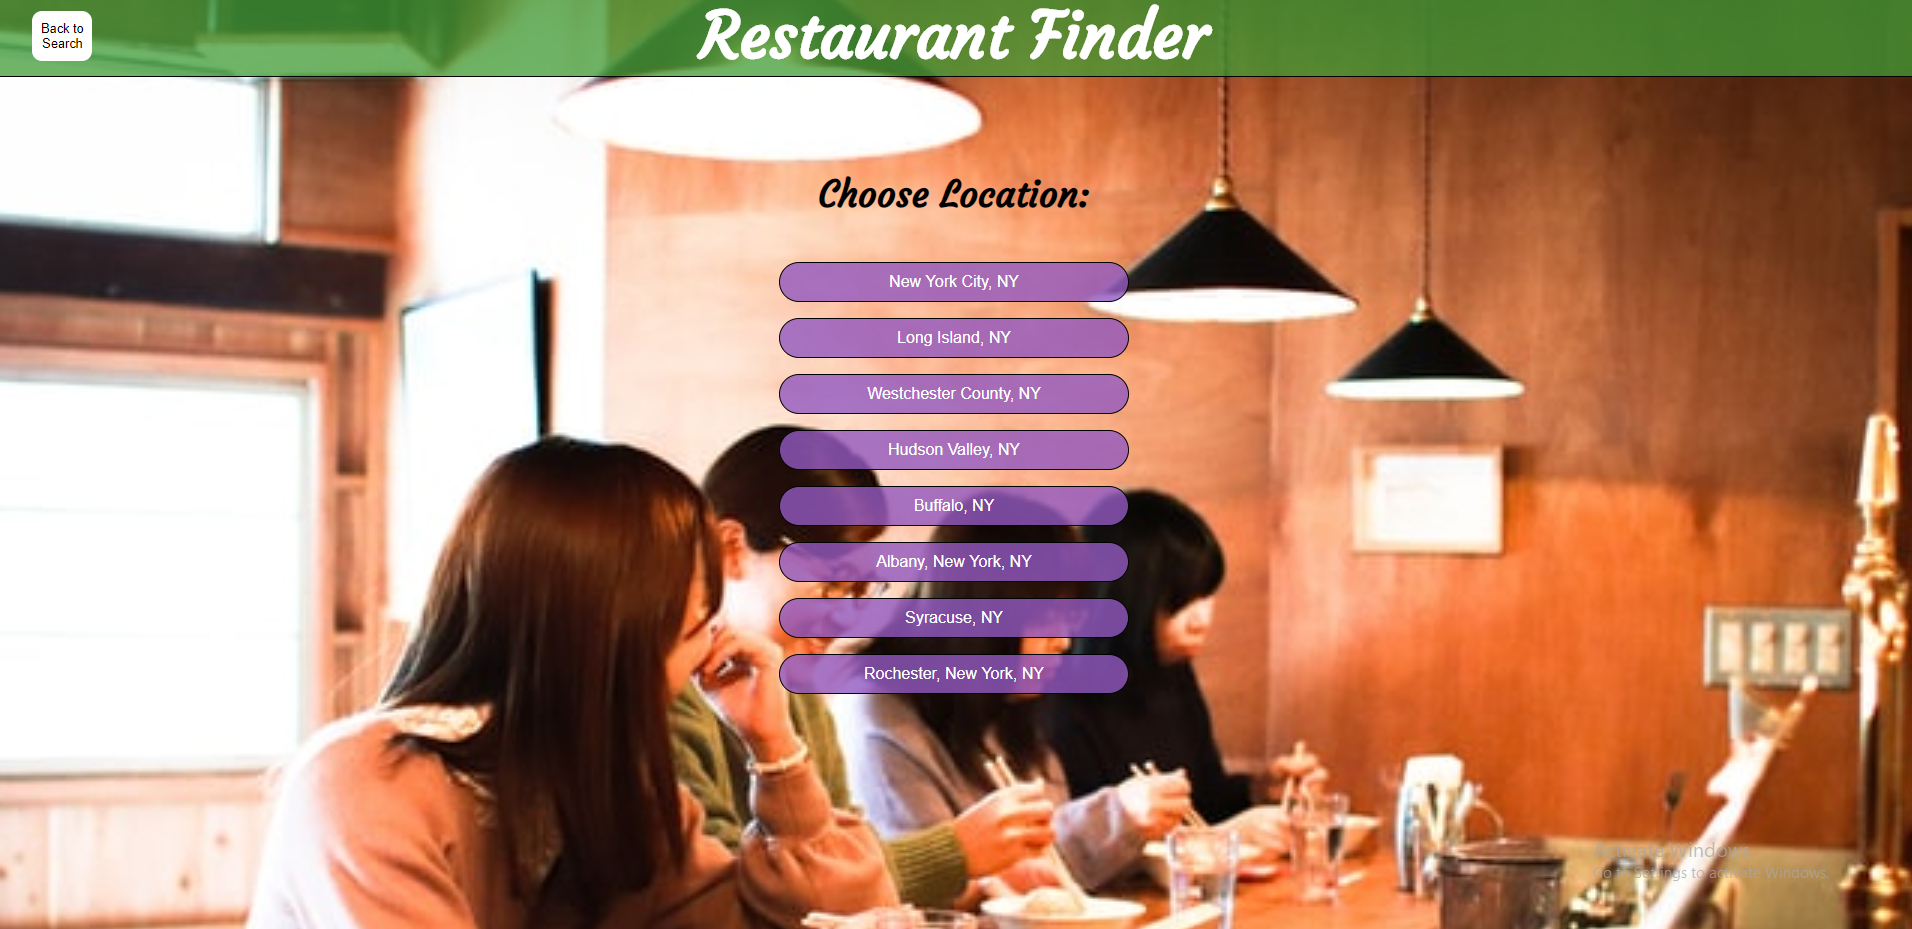 Back to
Search
Restaurant Finder
Choose Location:
New York City, NY
Long Island, NY
Westchester County, NY
Hudson Valley, NY
Buffalo, NY
Albany, New York, NY
Syracuse, NY
Rochester, New York, NY
Activate Windows
Go to Settings to activate Windows.